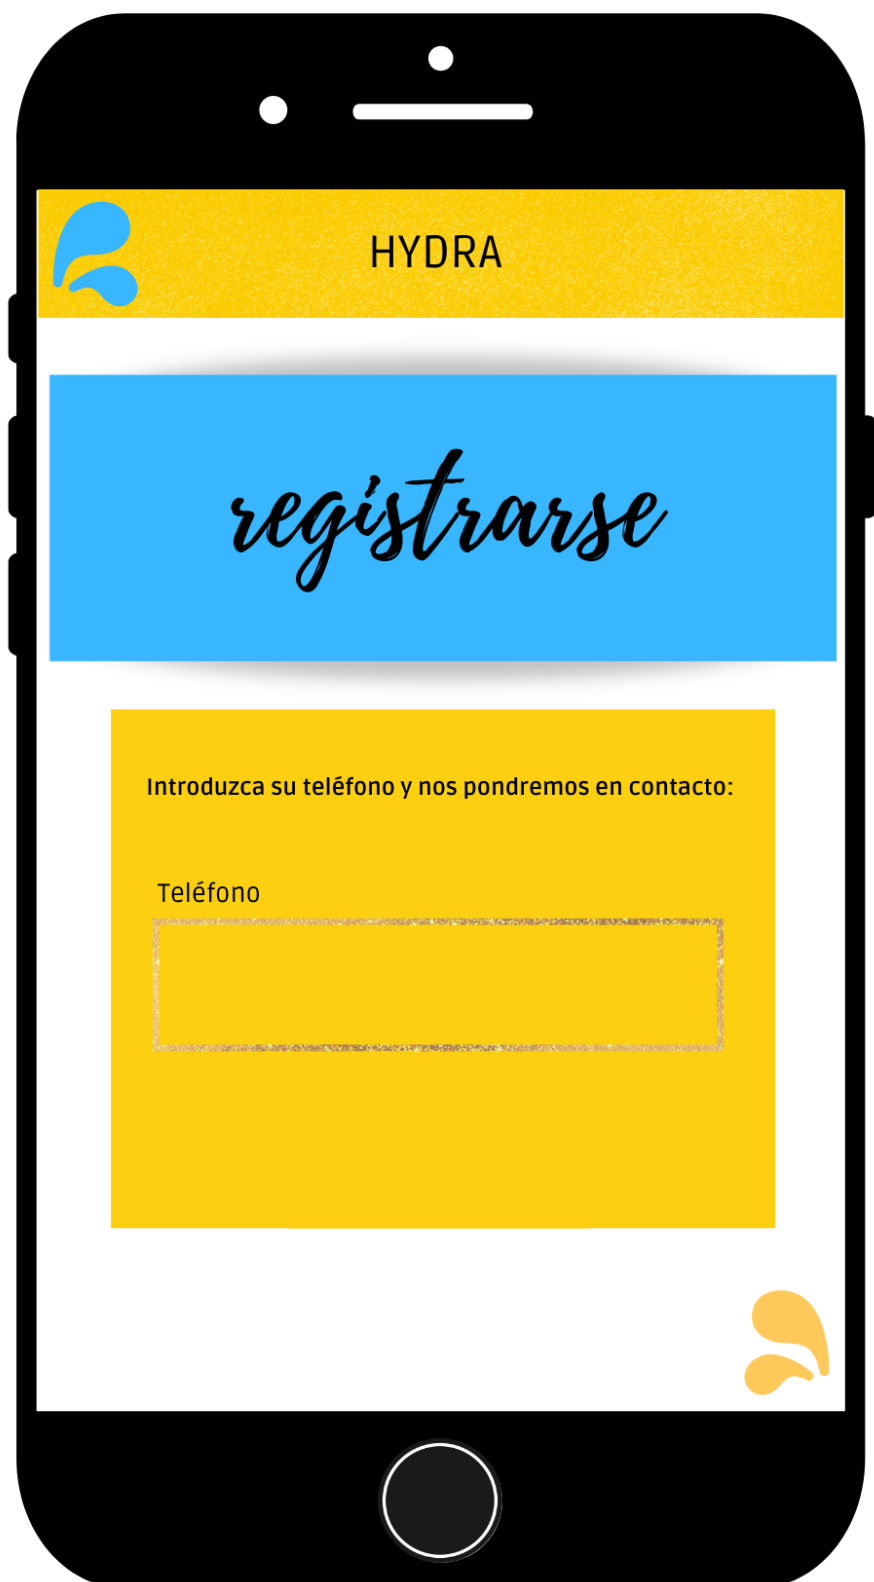 HYDRA
registrarse
Introduzca su teléfono y nos pondremos en contacto:
Teléfono